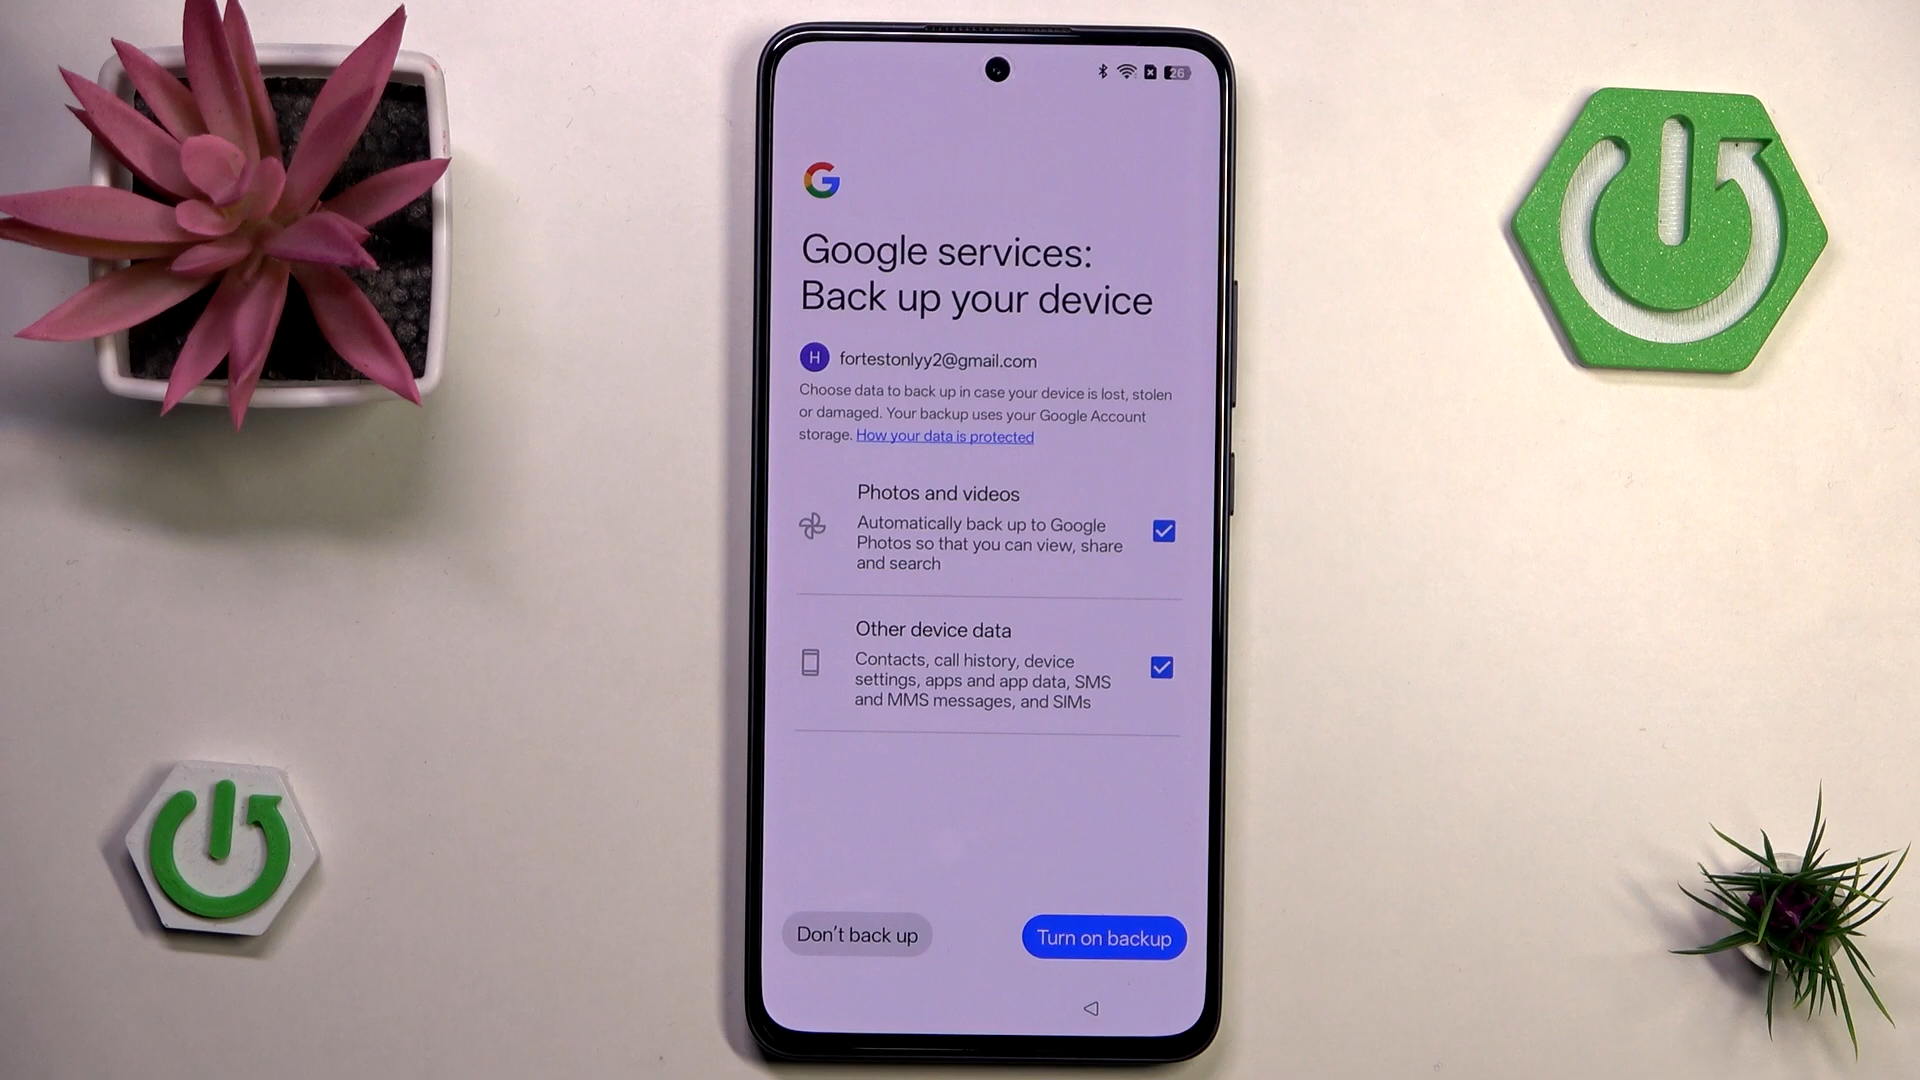 26
Google services:
Back up your device
H
fortestonlyy2@gmail.com
Choose data to back up in case your device is lost, stolen
or damaged. Your backup uses your Google Account
storage. How your data is protected
Photos and videos
Automatically back up to Google
Photos so that you can view, share
and search
Other device data
Contacts, call history, device
settings, apps and app data, SMS
and MMS messages, and SIMs
Don't back up
Turn on backup